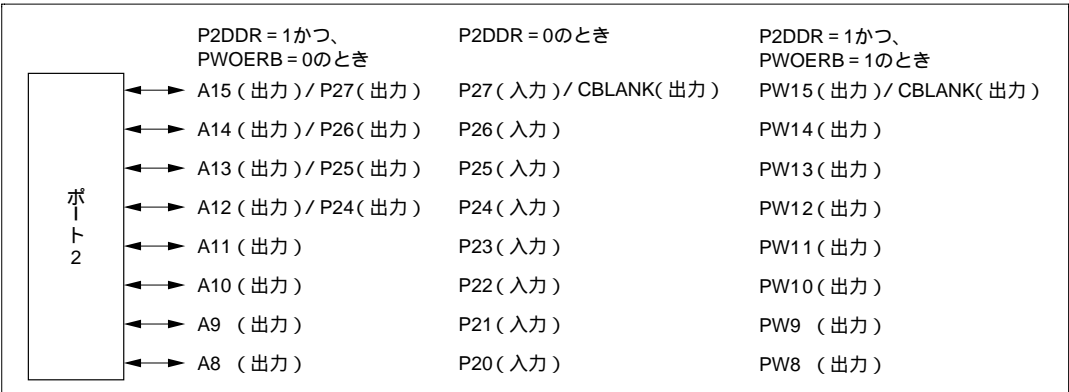 P2DDR = 1かつ、 P2DDR = 0のとき P2DDR = 1かつ、
PWOERB = 0のとき PWOERB = 1のとき
A15（出力）/ P27（出力） P27（入力）/ CBLANK（出力） PW15（出力）/ CBLANK（出力）
A14（出力）/ P26（出力） P26（入力） PW14（出力）
A13（出力）/ P25（出力） P25（入力） PW13（出力）
A12（出力）/ P24（出力） P24（入力） PW12（出力）
ポート2
A11（出力） P23（入力） PW11（出力）
A10（出力） P22（入力） PW10（出力）
A9 （出力） P21（入力） PW9 （出力）
A8 （出力） P20（入力） PW8 （出力）